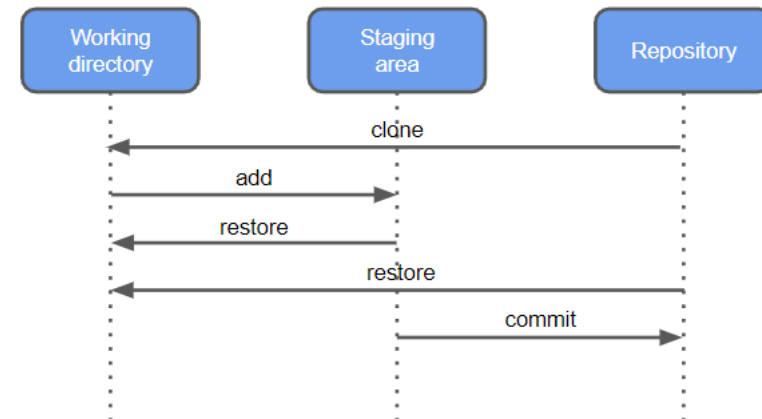 Working
directory
Staging
area
Repository
clone
add
restore
restore
commit